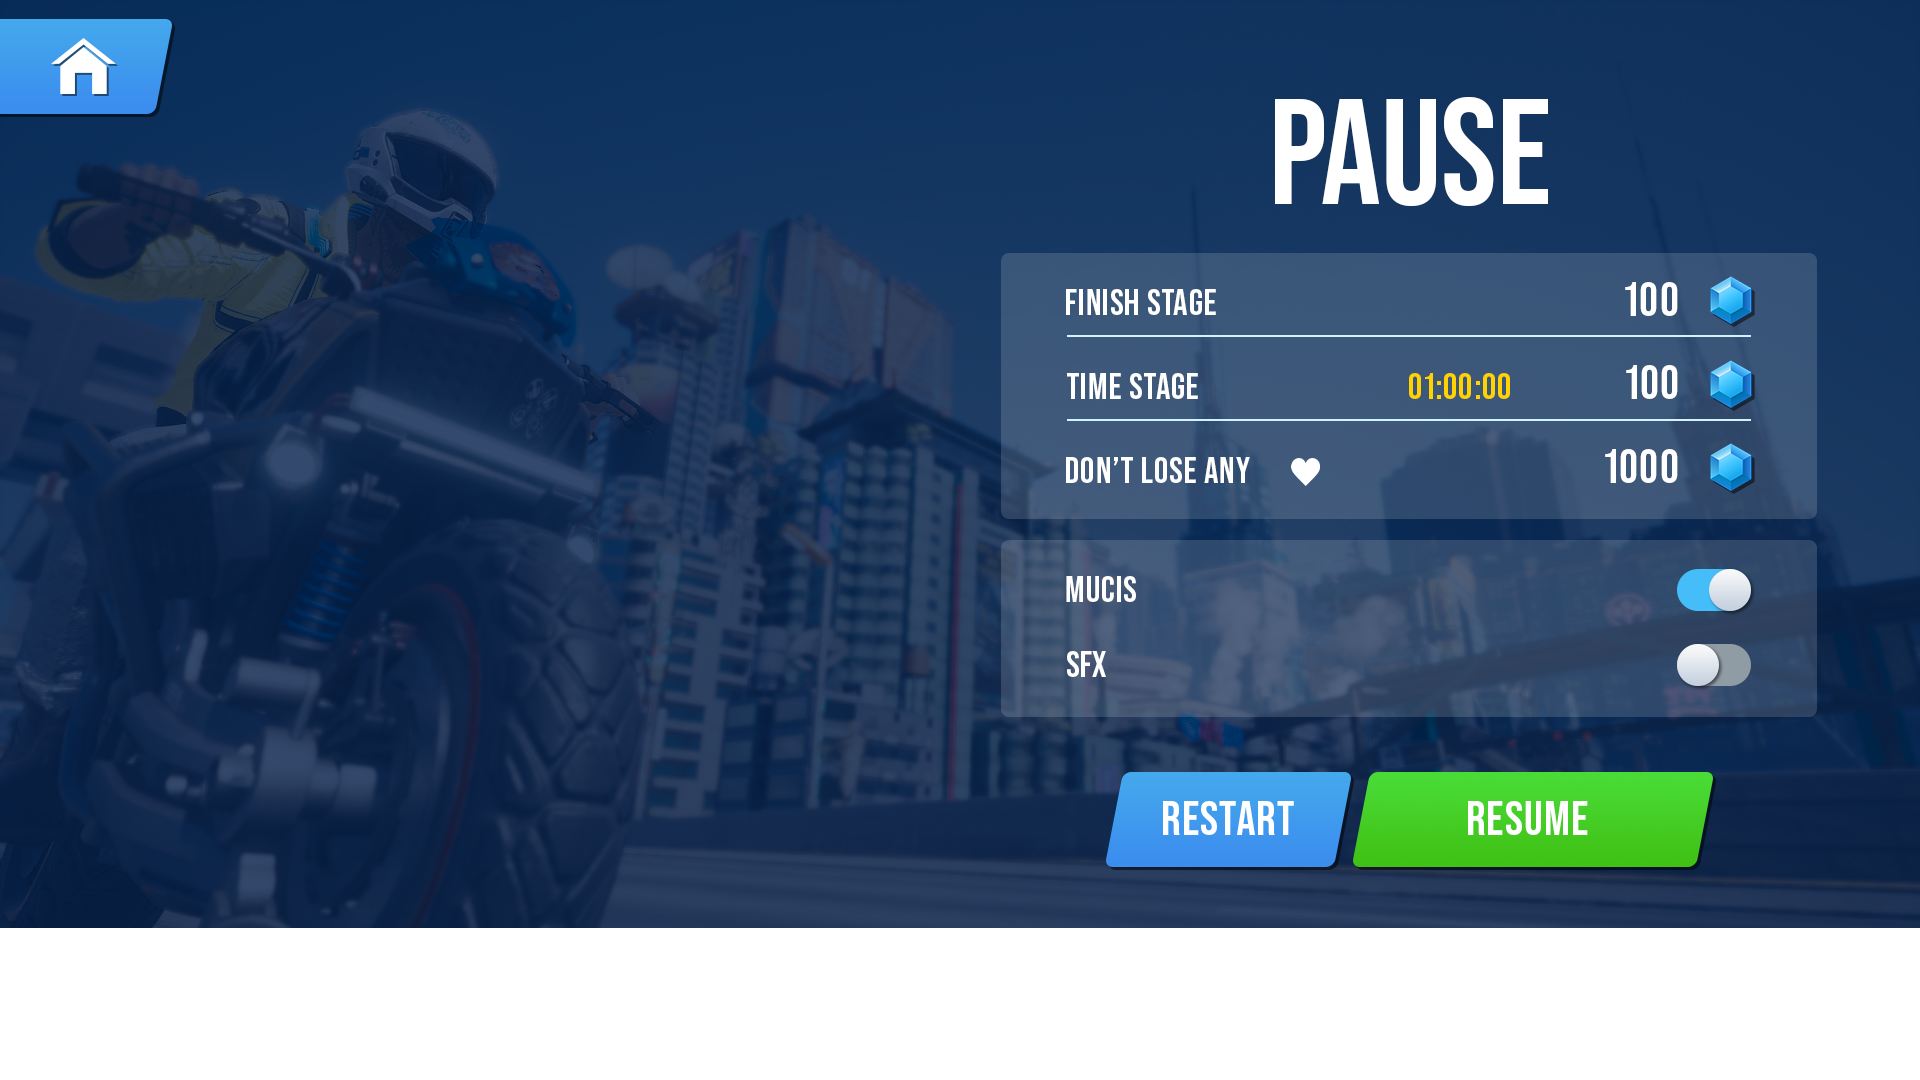 PAUSE
FINISH STAGE 100
TIME STAGE 01:00:00 100
DON’T LOSE ANY 1000
MUCIS
SFX
RESTART RESUME